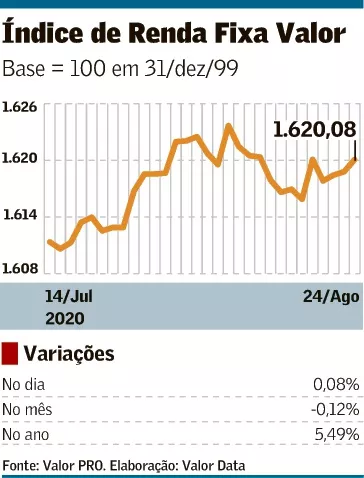 Índice de Renda Fixa Valor
Base = 100 em 31/dez/99
1.626
1.620,08
1.620
1.614
1.608
14/Jul 24/Ago
2020
Variações
No dia 0,08%
No mês -0,12%
No ano 5,49%
Fonte: Valor PRO. Elaboração: Valor Data